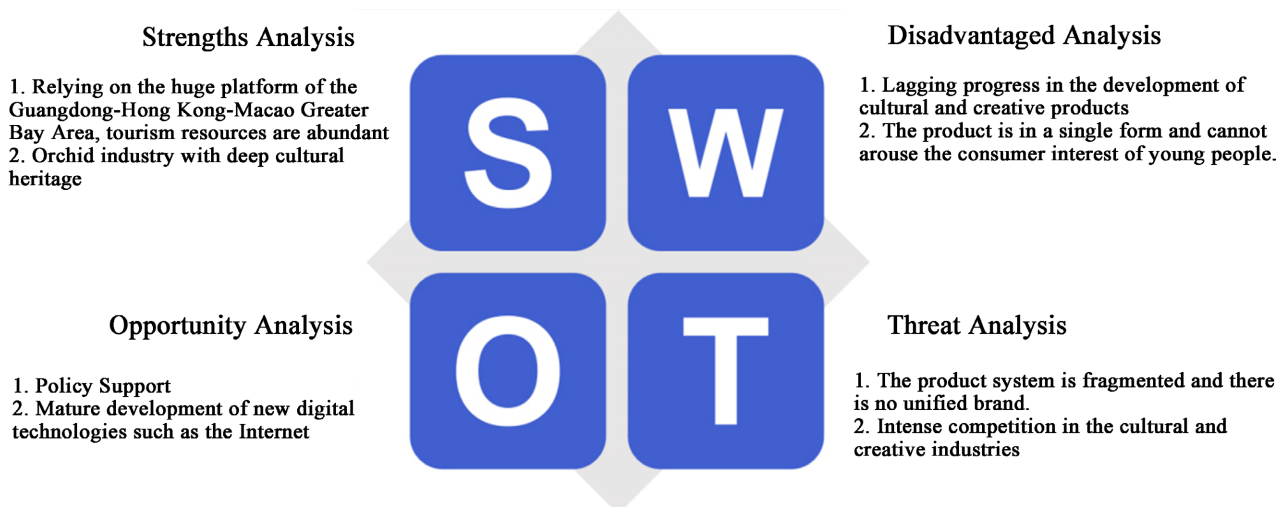 Strengths Analysis
1. Relying on the huge platform of the
Guangdong-Hong Kong-Macao Greater
Bay Area, tourism resources are abundant
2. Orchid industry with deep cultural
heritage
S
W
Disadvantaged Analysis
1. Lagging progress in the development of
cultural and creative products
2. The product is in a single form and cannot
arouse the consumer interest of young people.
Opportunity Analysis
1. Policy Support
2. Mature development of new digital
technologies such as the Internet
O
T
Threat Analysis
1. The product system is fragmented and there
is no unified brand.
2. Intense competition in the cultural and
creative industries